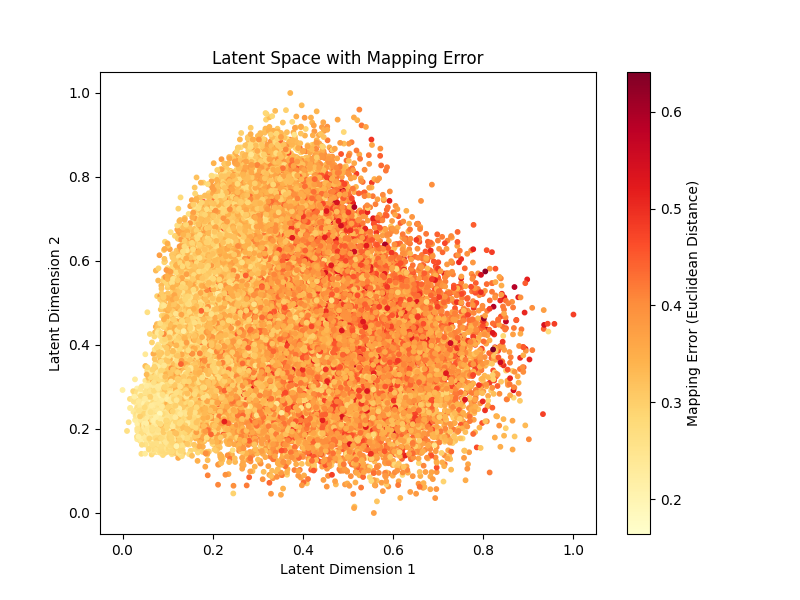 Latent Space with Mapping Error
1.0
0.8
0.6
0.4
0.2
0.0
Latent Dimension 2
0.0 0.2 0.4 0.6 0.8 1.0
Latent Dimension 1
0.6
0.5
0.4
0.3
0.2
Mapping Error (Euclidean Distance)